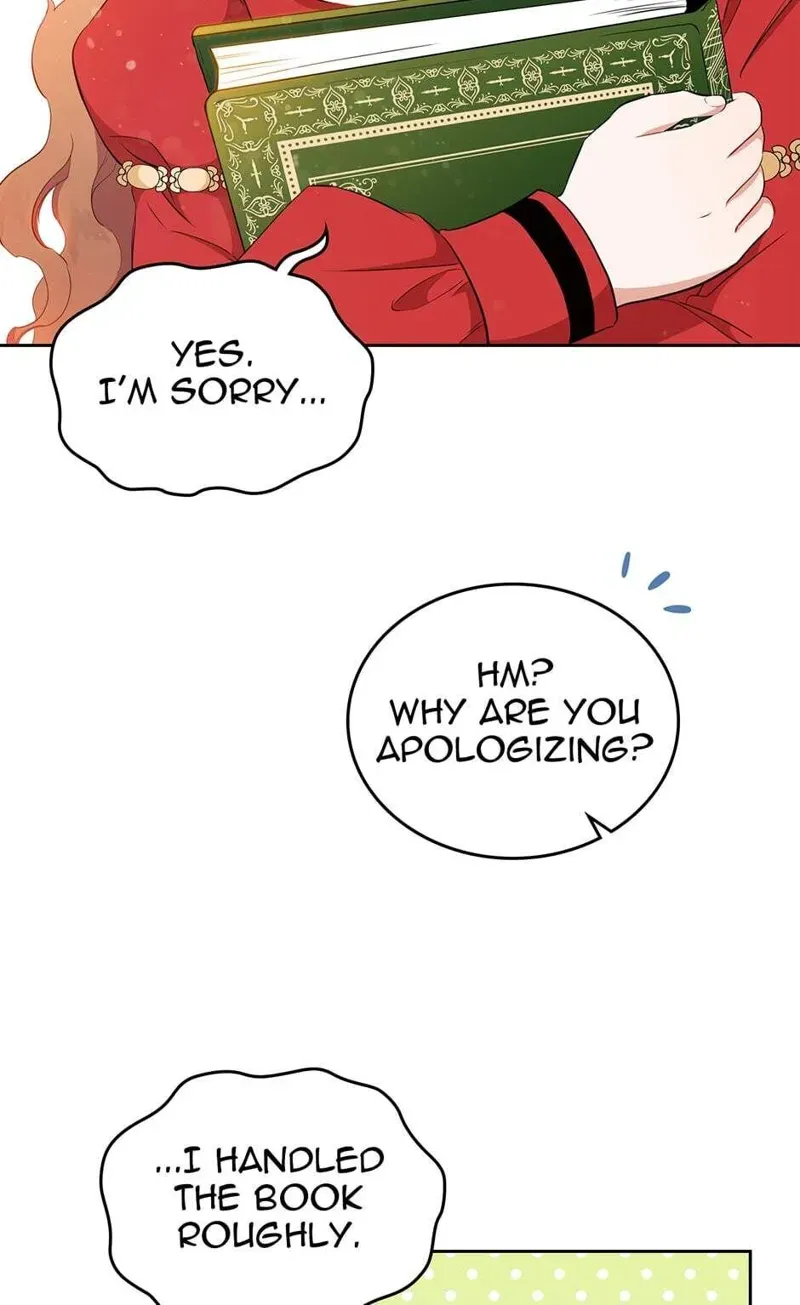 YES.
I'M SORRY...
HM?
WHY ARE YOU
APOLOGIZING?
...I HANDLED
THE BOOK
ROUGHLY.